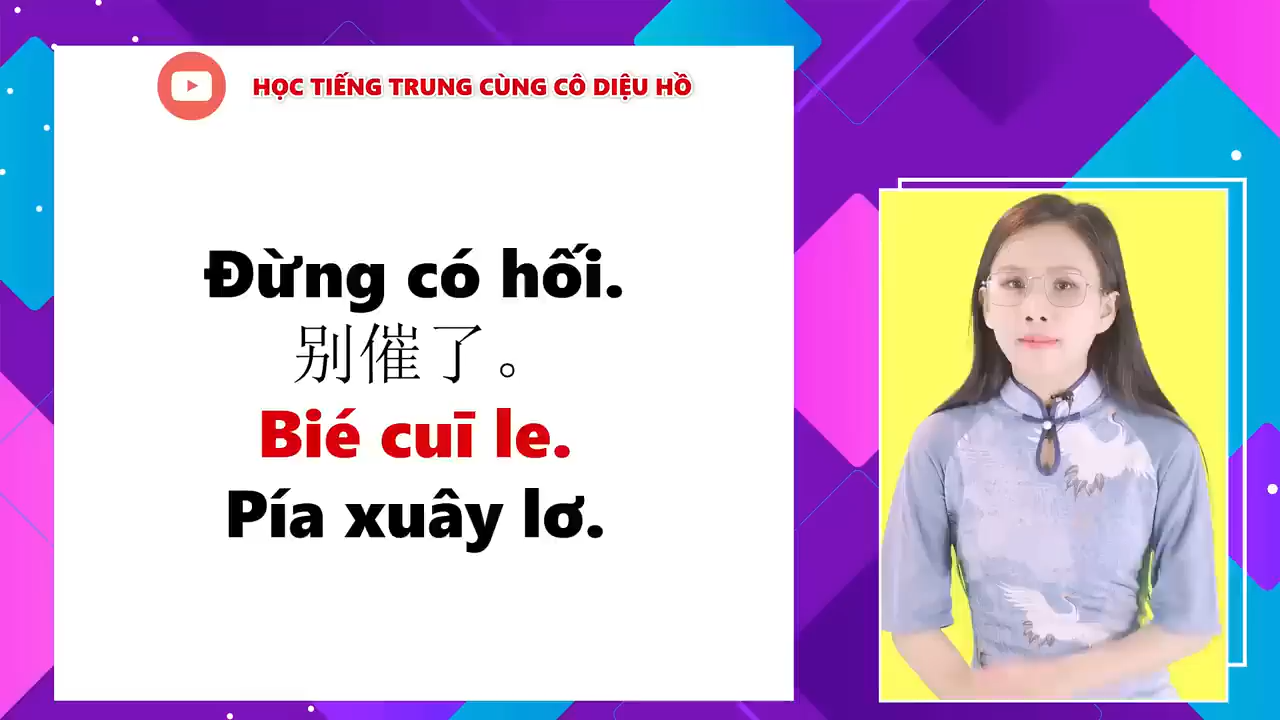 HỌC TIẾNG TRUNG CÙNG CÔ DIỆU HỒ
Đừng có hối.
别催了。
Bié cuī le.
Pía xuây lơ.